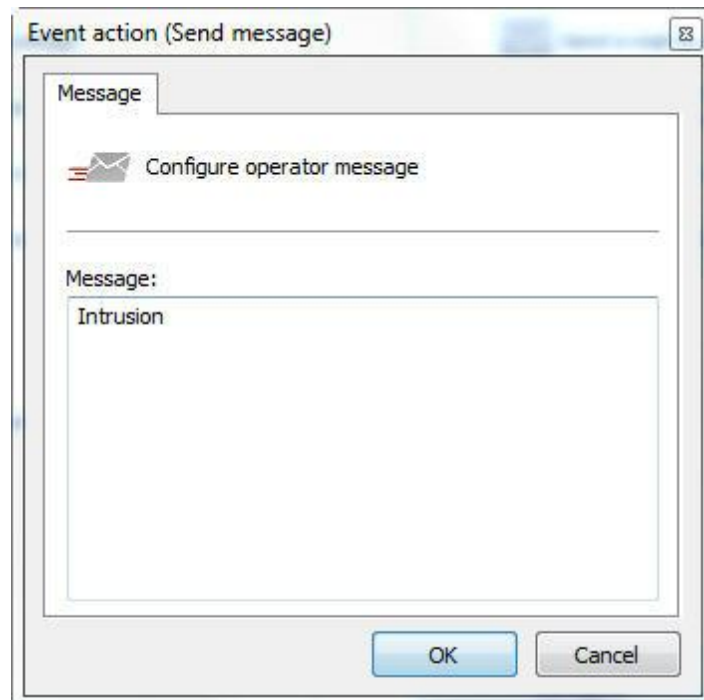 Event action (Send message)
Message
Configure operator message
Message:
Intrusion
OK
Cancel